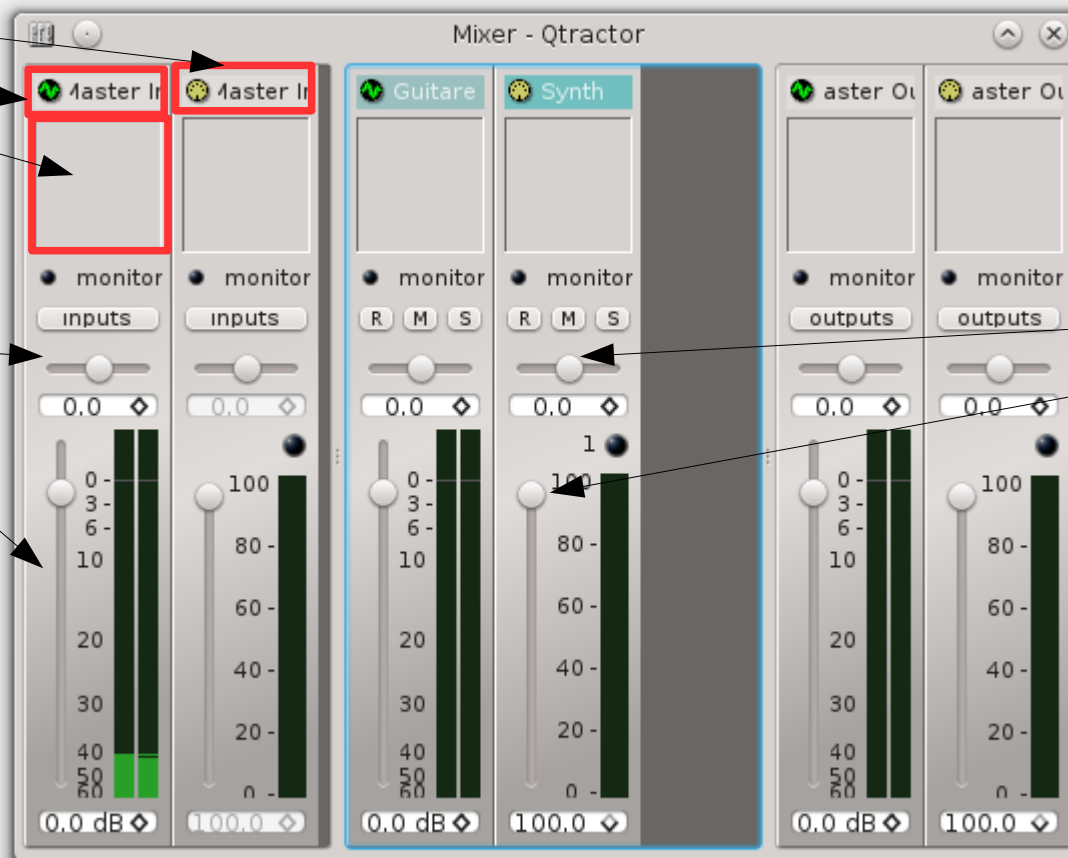 Mixer - Qtractor
Master In Master In Guitare Synth aster Ou aster Ou
monitor monitor monitor monitor monitor monitor
inputs inputs R M S R M S outputs outputs
0.0 0.0 0.0 0.0 0.0 0.0
1
0 - 100 0 - 100 0 - 100
3 - 3 - 3 -
6 - 6 - 6 -
10 80 - 10 80 - 10 80 -
60 - 60 - 60 -
20 40 - 20 40 - 20 40 -
30 20 - 30 20 - 30 20 -
40 40 40
50 50 50
60 0 - 60 0 - 60 0 -
0.0 dB 100.0 0.0 dB 100.0 0.0 dB 100.0